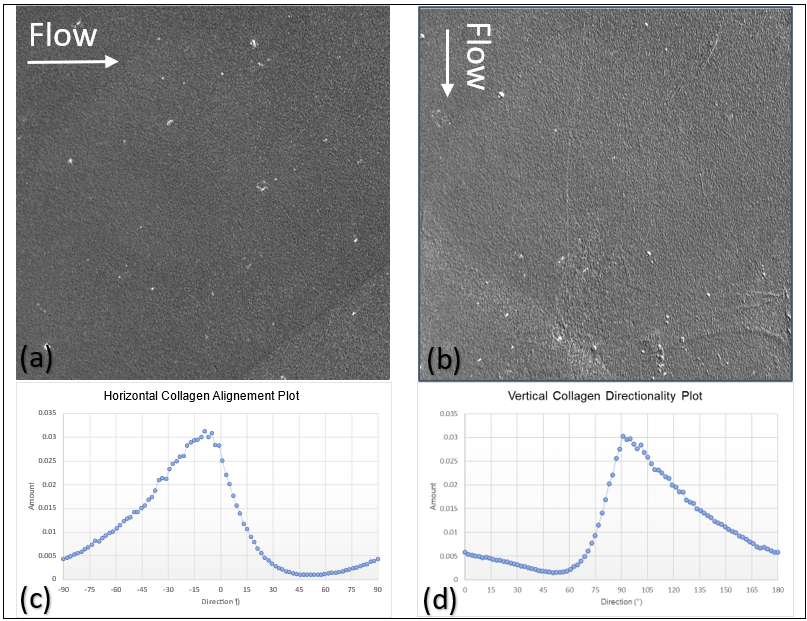 Flow
Flow
(a)
(b)
Horizontal Collagen Alignement Plot
Vertical Collagen Directionality Plot
0.035
0.03
0.025
0.02
0.015
0.01
0.005
0
Amount
-90 -75 -60 -45 -30 -15 0 15 30 45 60 75 90
Direction (°)
(c)
0.035
0.03
0.025
0.02
0.015
0.01
0.005
0
Amount
0 15 30 45 60 75 90 105 120 135 150 165 180
Direction (°)
(d)